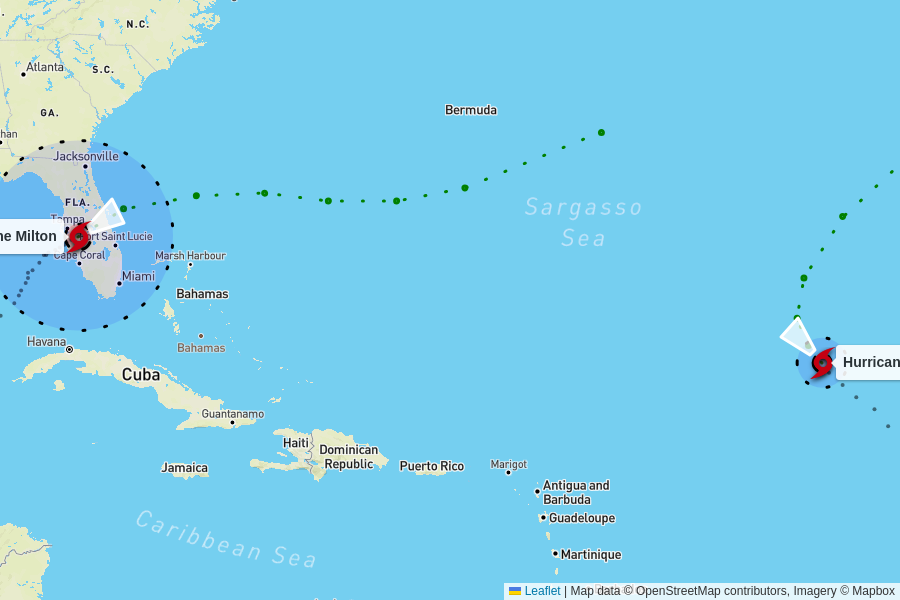 N.C.
Atlanta
S.C.
GA.
Bermuda
han
Jacksonville
FLA.
Tampa
ne Milton
Port Saint Lucie
Cape Coral
Miami
Marsh Harbour
Bahamas
Sargasso
Sea
Havana
Bahamas
Hurrican
Cuba
Guantanamo
Haiti
Dominican
Republic
Jamaica
Puerto Rico
Marigot
Antigua and
Barbuda
Guadeloupe
Caribbean Sea
Martinique
Leaflet | Map data © OpenStreetMap contributors, Imagery © Mapbox